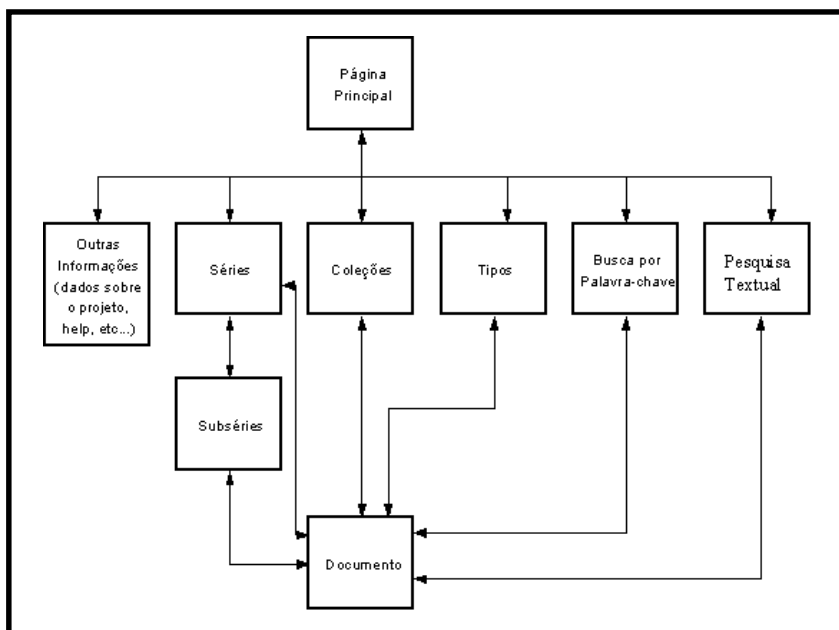 Página
Principal
Outras
Informações
(dados sobre
o projeto,
help, etc...)
Séries
Coleções
Tipos
Busca por
Palavra-chave
Pesquisa
Textual
Subséries
Documento